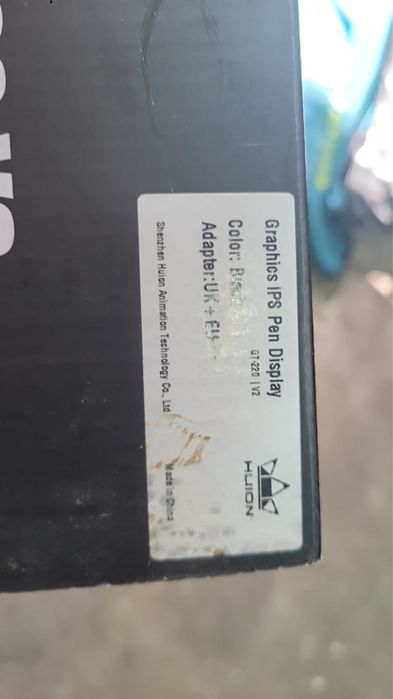 Graphics IPS Pen Display
GT-220 | V2
Color: Black
Adapter:UK+EU
Shenzhen Huion Animation Technology Co., Ltd
HUION
Made in China